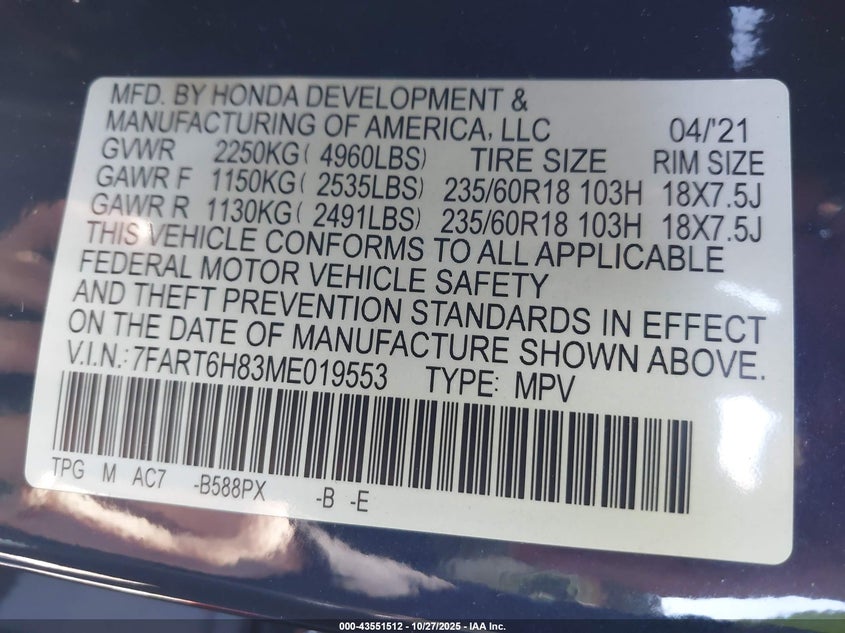 MFD. BY HONDA DEVELOPMENT &
MANUFACTURING OF AMERICA, LLC 04/'21
GVWR 2250KG( 4960LBS) TIRE SIZE RIM SIZE
GAWR F 1150KG( 2535LBS) 235/60R18 103H 18X7.5J
GAWR R 1130KG( 2491LBS) 235/60R18 103H 18X7.5J
THIS VEHICLE CONFORMS TO ALL APPLICABLE
FEDERAL MOTOR VEHICLE SAFETY
AND THEFT PREVENTION STANDARDS IN EFFECT
ON THE DATE OF MANUFACTURE SHOWN ABOVE.
V.I.N.: 7FART6H83ME019553 TYPE: MPV
TPG M AC7 -B588PX -B -E
000-43551512 - 10/27/2025 - IAA Inc.